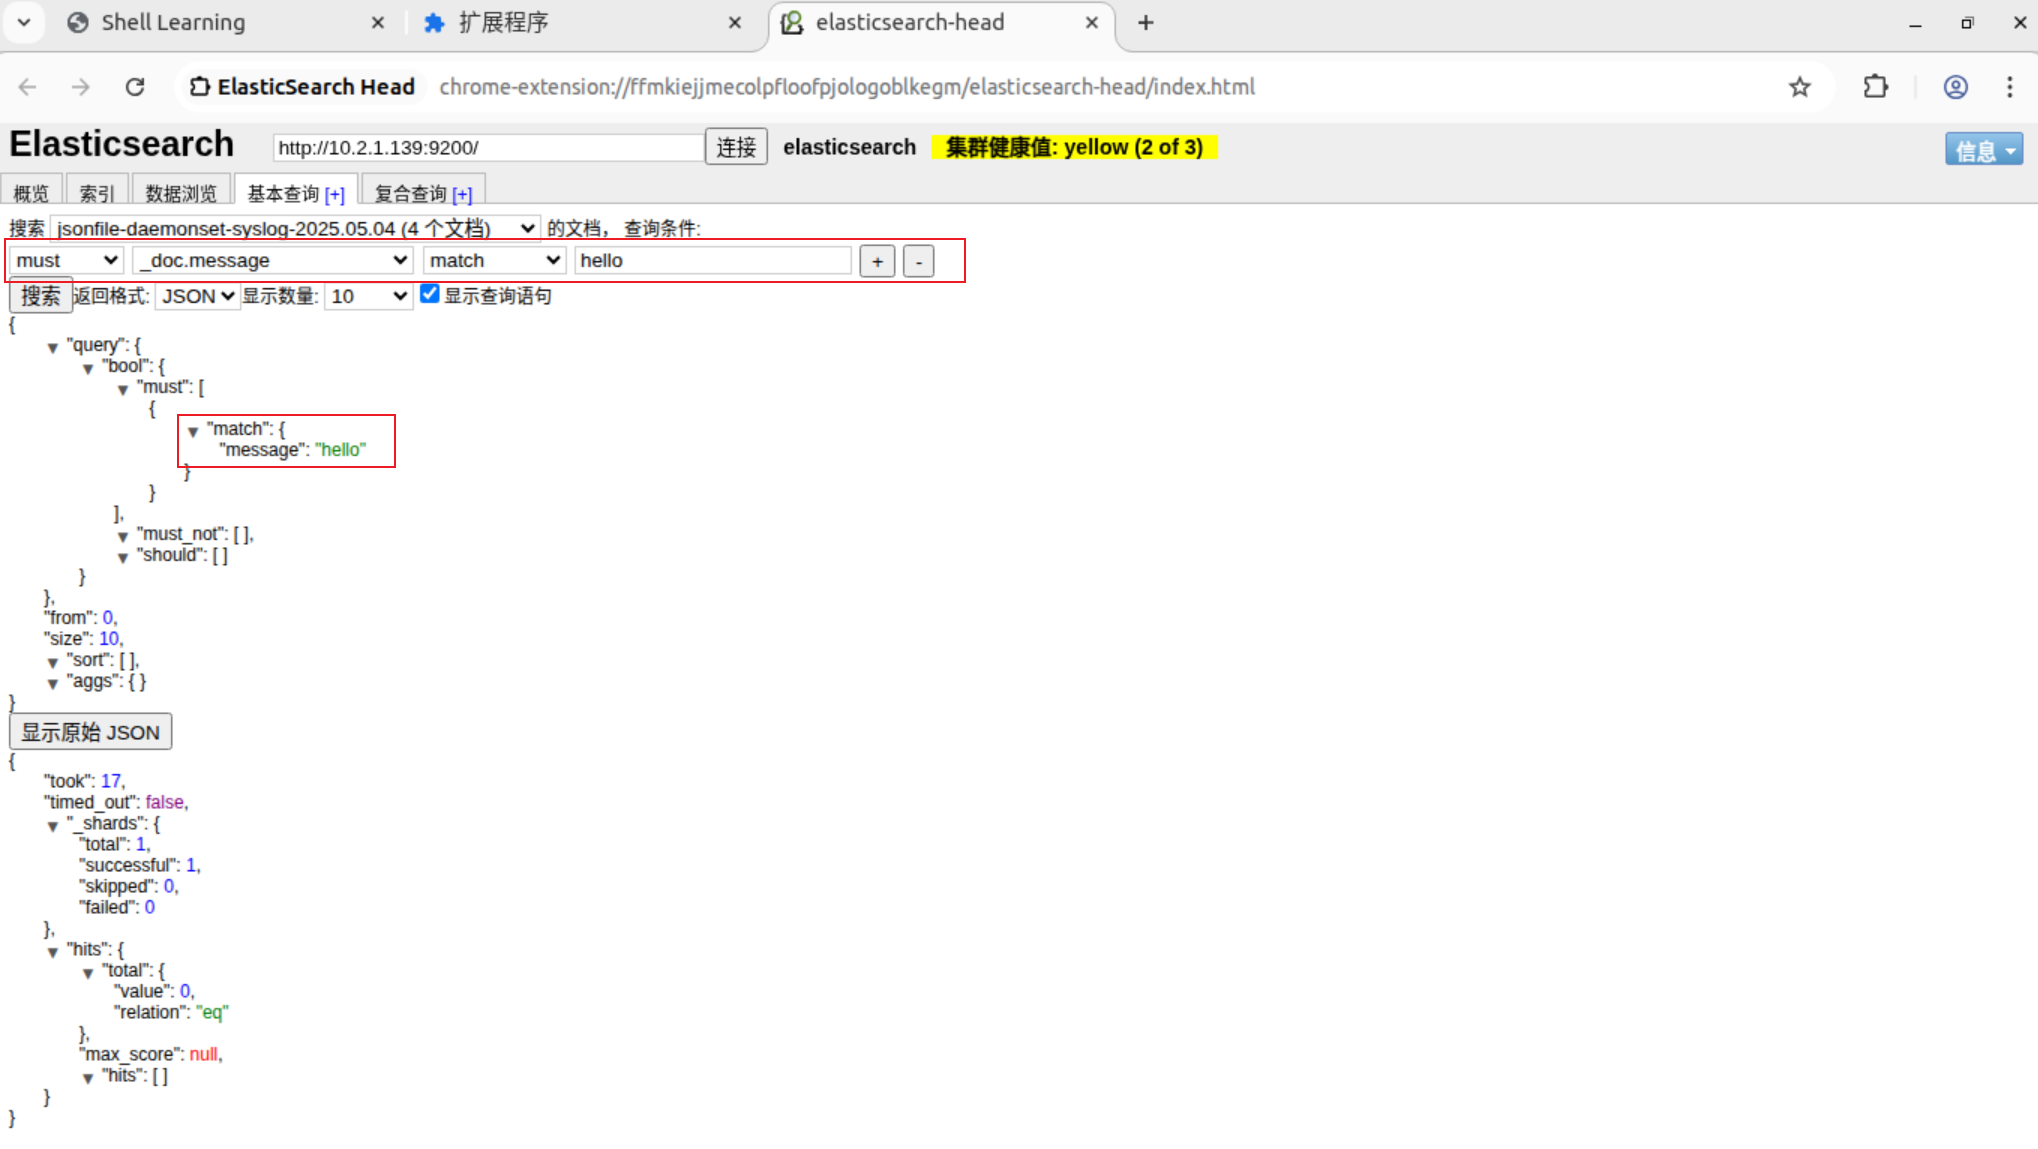 Shell Learning
扩展程序
elasticsearch-head
ElasticSearch Head chrome-extension://ffmkiejjmecolpfloofpjologoblkegm/elasticsearch-head/index.html
Elasticsearch http://10.2.1.139:9200/ 连接 elasticsearch 集群健康值: yellow (2 of 3) 信息
概览 索引 数据浏览 基本查询 [+] 复合查询 [+]
搜索 jsonfile-daemonset-syslog-2025.05.04 (4 个文档) 的文档， 查询条件:
must _doc.message match hello + -
搜索 返回格式: JSON 显示数量: 10 显示查询语句
{
"query": {
"bool": {
"must": [
{
"match": {
"message": "hello"
}
}
],
"must_not": [ ],
"should": [ ]
}
},
"from": 0,
"size": 10,
"sort": [ ],
"aggs": { }
}
显示原始 JSON
{
"took": 17,
"timed_out": false,
"_shards": {
"total": 1,
"successful": 1,
"skipped": 0,
"failed": 0
},
"hits": {
"total": {
"value": 0,
"relation": "eq"
},
"max_score": null,
"hits": [ ]
}
}